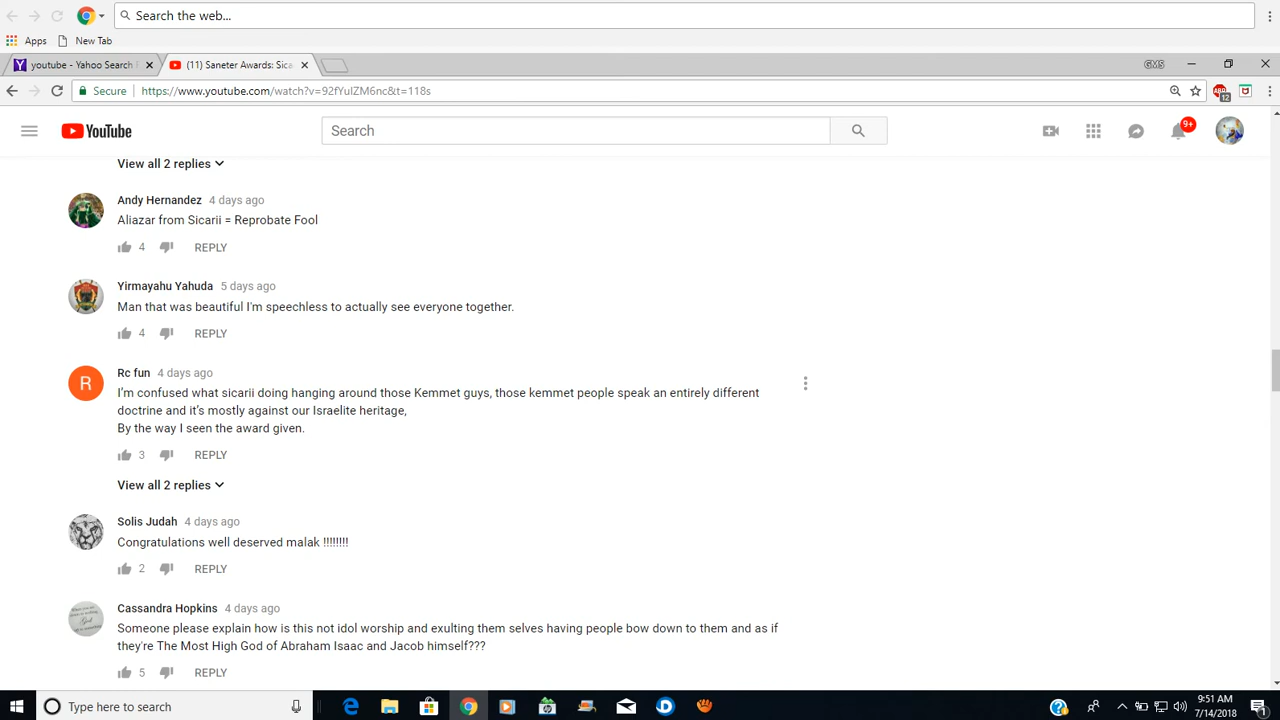 Search the web...
Apps New Tab
youtube - Yahoo Search (11) Saneter Awards: Sica GMS
Secure https://www.youtube.com/watch?v=92fYuIZM6nc&t=118s
ABP 12
YouTube Search 9+
View all 2 replies
Andy Hernandez 4 days ago
Aliazar from Sicarii = Reprobate Fool
4 REPLY
Yirmayahu Yahuda 5 days ago
Man that was beautiful I'm speechless to actually see everyone together.
4 REPLY
R
Rc fun 4 days ago
I'm confused what sicarii doing hanging around those Kemmet guys, those kemmet people speak an entirely different
doctrine and it's mostly against our Israelite heritage,
By the way I seen the award given.
3 REPLY
View all 2 replies
Solis Judah 4 days ago
Congratulations well deserved malak !!!!!!!!
2 REPLY
Cassandra Hopkins 4 days ago
Someone please explain how is this not idol worship and exulting them selves having people bow down to them and as if
they're The Most High God of Abraham Isaac and Jacob himself???
5 REPLY
Type here to search
9:51 AM
7/14/2018
1